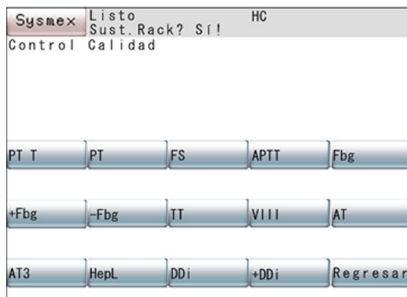 Sysmex Listo HC
Sust.Rack? Sí!
Control Calidad
PT T PT FS APTT Fbg
+Fbg -Fbg TT VIII AT
AT3 HepL DDi +DDi Regresar